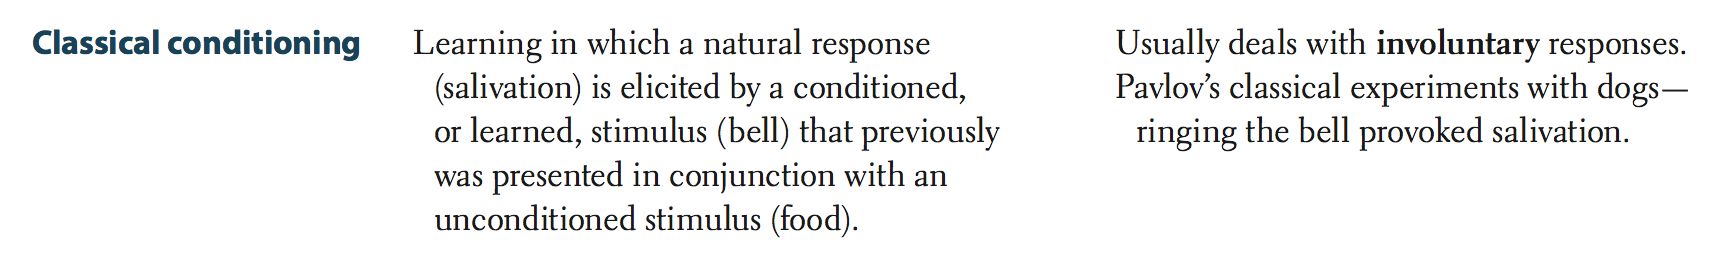 Classical conditioning
Learning in which a natural response
(salivation) is elicited by a conditioned,
or learned, stimulus (bell) that previously
was presented in conjunction with an
unconditioned stimulus (food).
Usually deals with involuntary responses.
Pavlov’s classical experiments with dogs—
ringing the bell provoked salivation.